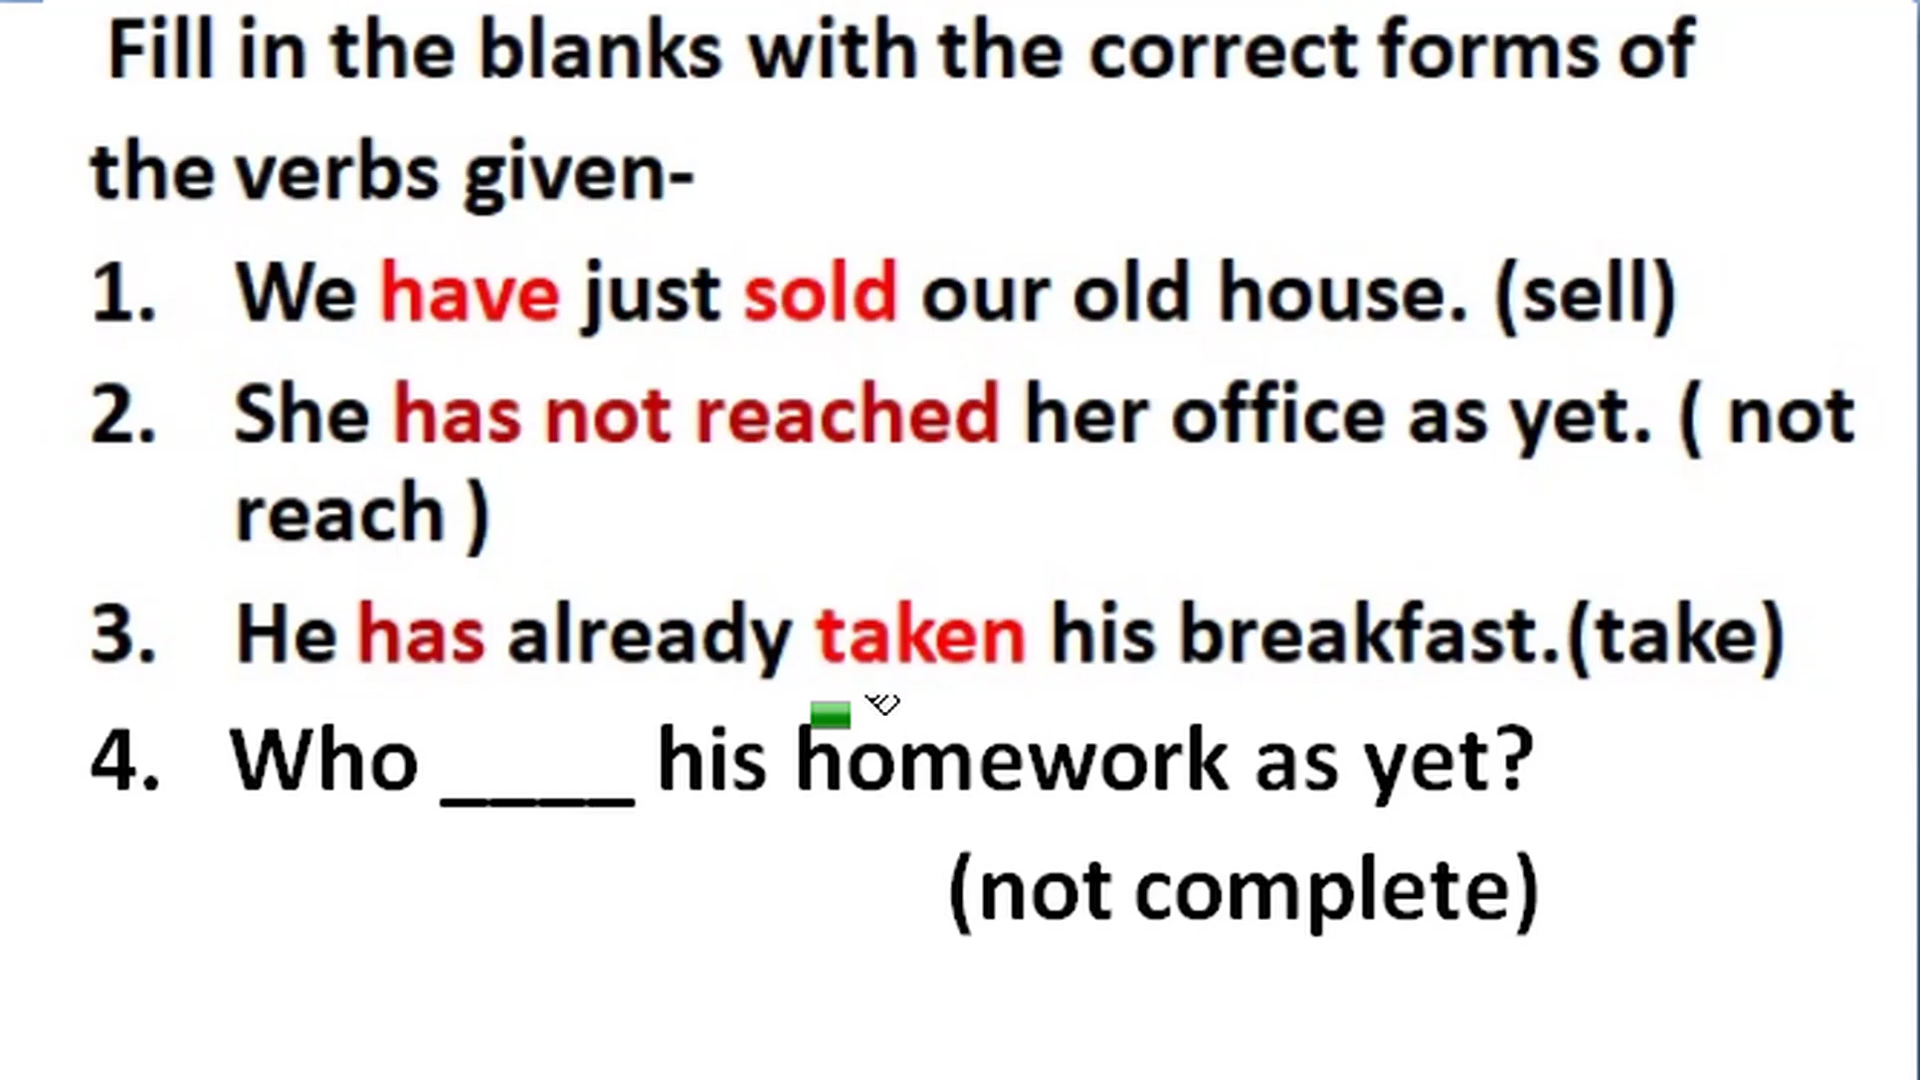 Fill in the blanks with the correct forms of
the verbs given-
1. We have just sold our old house. (sell)
2. She has not reached her office as yet. ( not
reach )
3. He has already taken his breakfast.(take)
4. Who ____ his homework as yet?
(not complete)